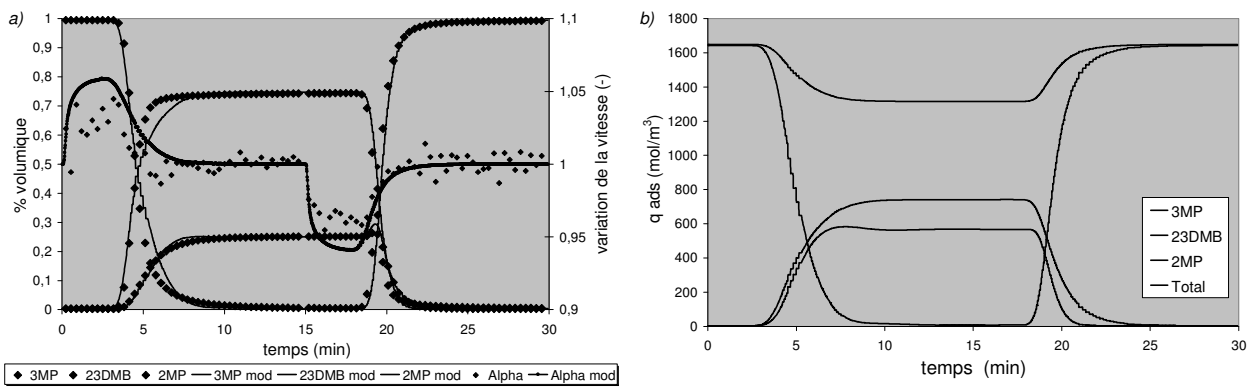 a)
1
0,9
0,8
0,7
0,6
0,5
0,4
0,3
0,2
0,1
0
% volumique
1,1
1,05
1
0,95
0,9
variation de la vitesse (-)
0 5 10 15 20 25 30
temps (min)
3MP 23DMB 2MP 3MP mod 23DMB mod 2MP mod Alpha Alpha mod
b)
1800
1600
1400
1200
1000
800
600
400
200
0
q ads (mol/m³)
3MP
23DMB
2MP
Total
0 5 10 15 20 25 30
temps (min)